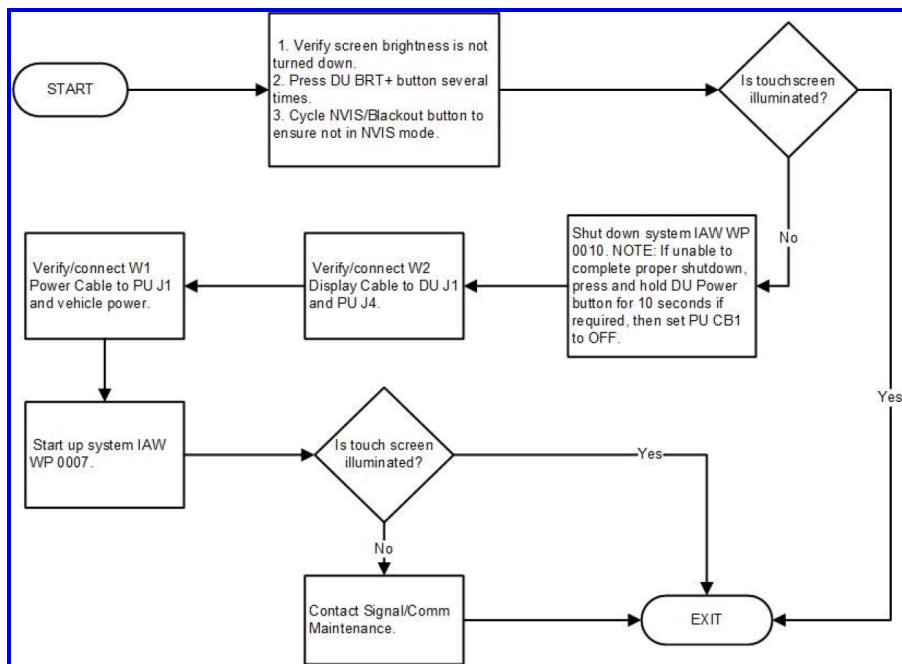 START
1. Verify screen brightness is not
turned down.
2. Press DU BRT+ button several
times.
3. Cycle NVIS/Blackout button to
ensure not in NVIS mode.
Is touchscreen
illuminated?
No
Yes
Shut down system IAW WP
0010. NOTE: If unable to
complete proper shutdown,
press and hold DU Power
button for 10 seconds if
required, then set PU CB1
to OFF.
Verify/connect W2
Display Cable to DU J1
and PU J4.
Verify/connect W1
Power Cable to PU J1
and vehicle power.
Start up system IAW
WP 0007.
Is touch screen
illuminated?
Yes
No
Contact Signal/Comm
Maintenance.
EXIT